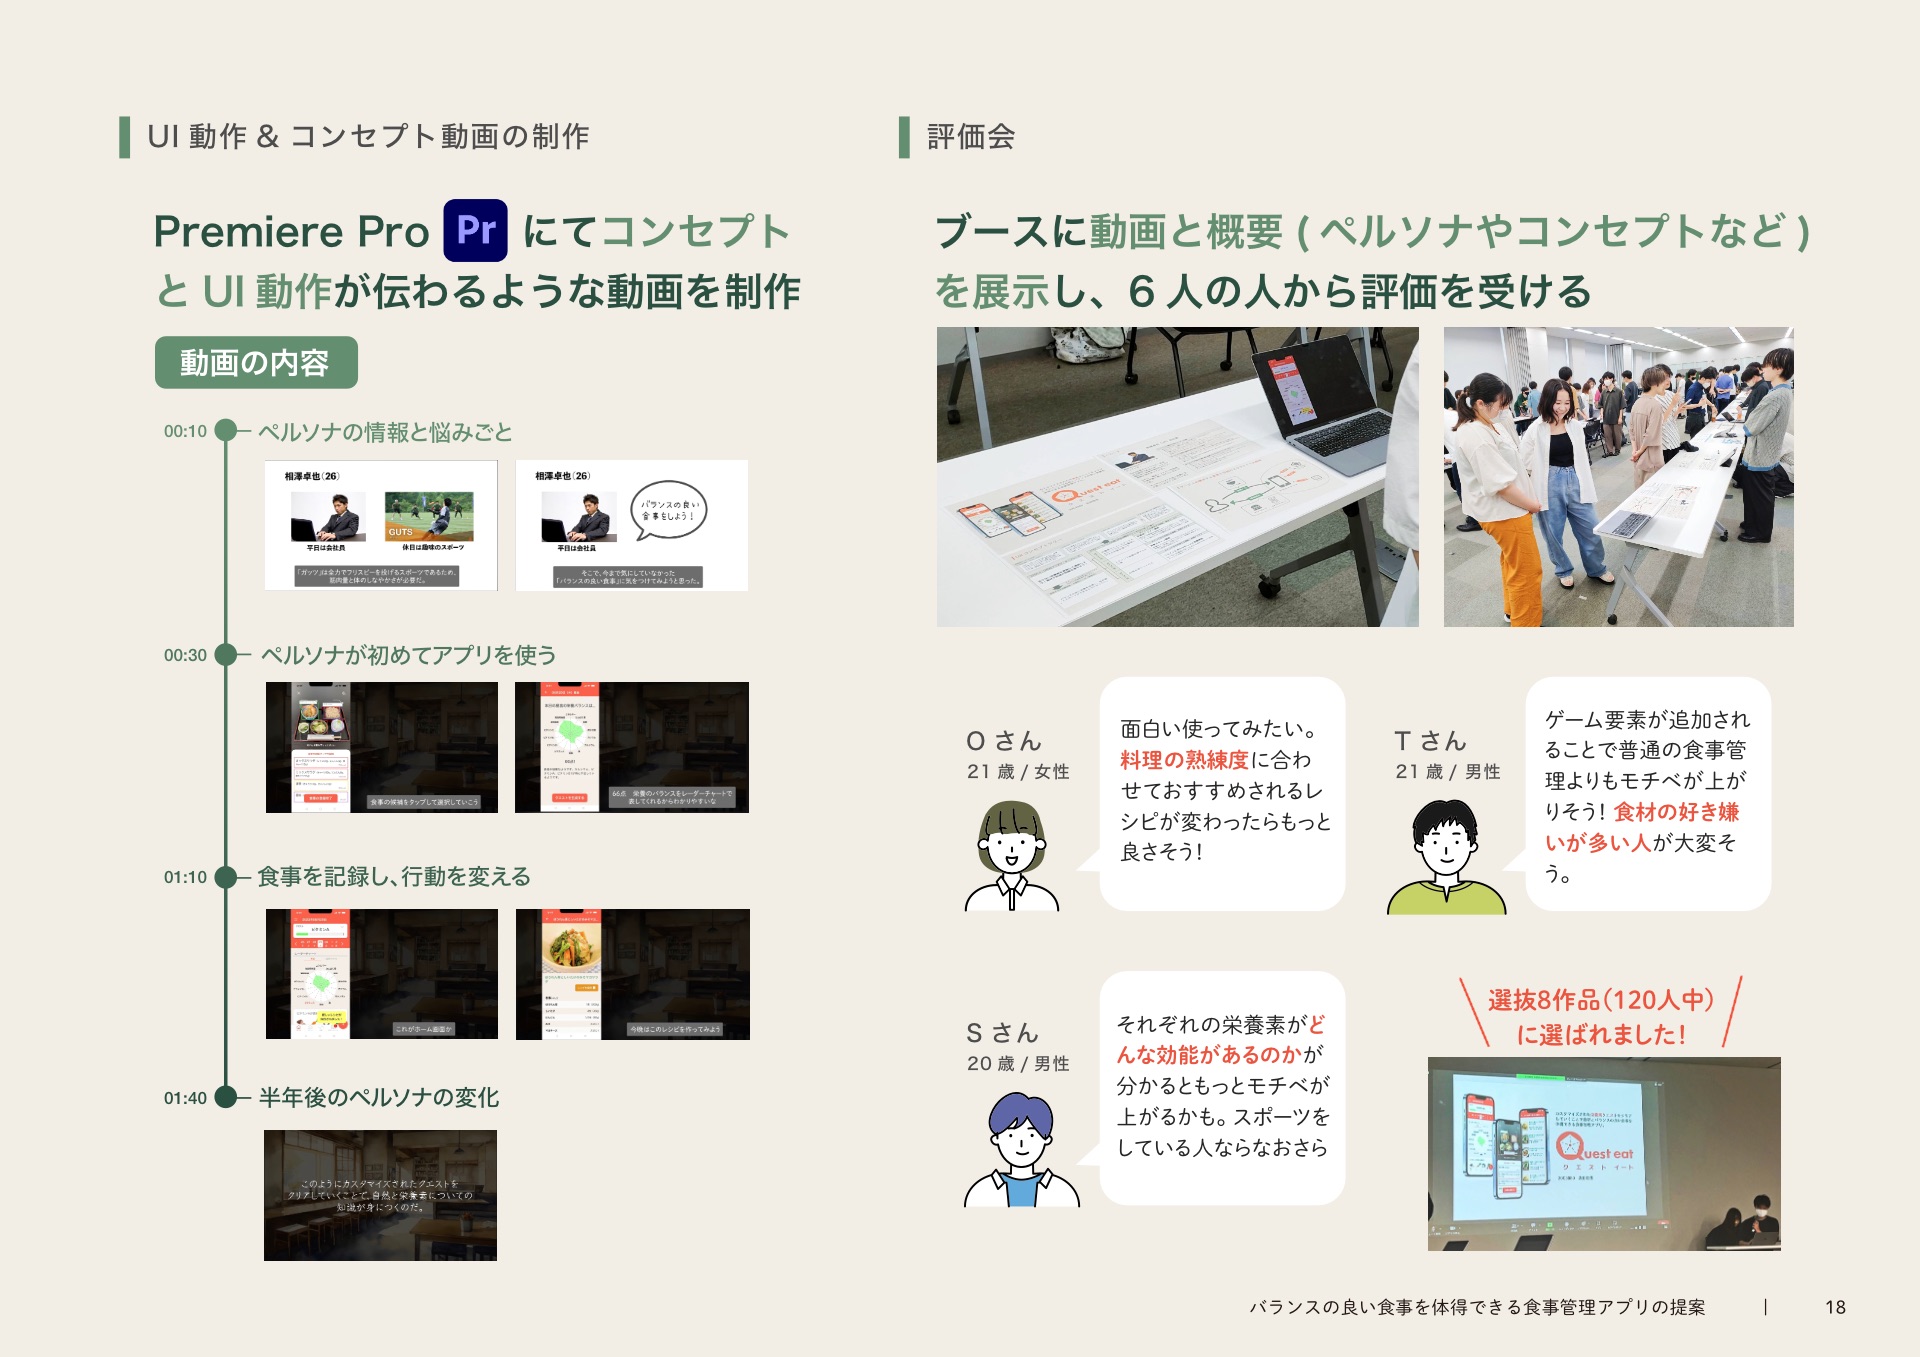 UI 動作 & コンセプト動画の制作
Premiere Pro Pr にてコンセプト
と UI 動作が伝わるような動画を制作
動画の内容
00:10 ペルソナの情報と悩みごと
相澤卓也(26)
GUTS
平日は会社員 休日は趣味のスポーツ
「ガッツ」は全力でフリスビーを投げるスポーツであるため、
筋肉量と体のしなやかさが必要だ。
相澤卓也(26)
バランスの良い
食事をしよう!
平日は会社員
そこで、今まで気にしていなかった
「バランスの良い食事」に気をつけてみようと思った。
00:30 ペルソナが初めてアプリを使う
食事の候補をタップして選択していこう
66点 栄養のバランスをレーダーチャートで
表してくれるからわかりやすいな
01:10 食事を記録し、行動を変える
これがホーム画面か
今晩はこのレシピを作ってみよう
01:40 半年後のペルソナの変化
このようにカスタマイズされたクエストを
クリアしていくことで、自然と栄養素についての
知識が身につくのだ。
評価会
ブースに動画と概要 ( ペルソナやコンセプトなど )
を展示し、6 人の人から評価を受ける
Quest eat
O さん
21 歳 / 女性
面白い使ってみたい。
料理の熟練度に合わ
せておすすめされるレ
シピが変わったらもっと
良さそう!
T さん
21 歳 / 男性
ゲーム要素が追加され
ることで普通の食事管
理よりもモチベが上が
りそう! 食材の好き嫌
いが多い人が大変そ
う。
S さん
20 歳 / 男性
それぞれの栄養素がど
んな効能があるのかが
分かるともっとモチベが
上がるかも。スポーツを
している人ならなおさら
選抜8作品(120人中)
に選ばれました!
Quest eat
クエストイート
バランスの良い食事を体得できる食事管理アプリの提案 | 18